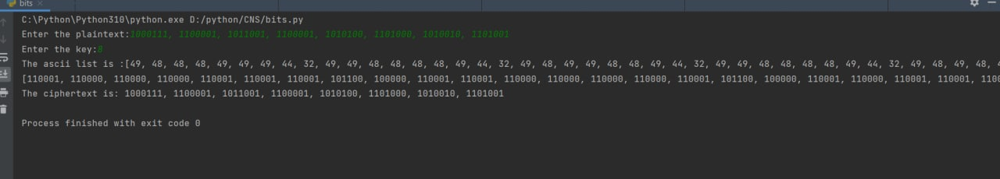 bits
C:\Python\Python310\python.exe D:/python/CNS/bits.py
Enter the plaintext:1000111, 1100001, 1011001, 1100001, 1010100, 1101000, 1010010, 1101001
Enter the key:8
The ascii list is :[49, 48, 48, 48, 49, 49, 49, 44, 32, 49, 49, 48, 48, 48, 48, 49, 44, 32, 49, 48, 49, 49, 48, 48, 49, 44, 32, 49, 49, 48, 48, 48, 48, 49, 44, 32, 49, 48, 49, 48,
[110001, 110000, 110000, 110000, 110001, 110001, 110001, 101100, 100000, 110001, 110001, 110000, 110000, 110000, 110000, 110001, 101100, 100000, 110001, 110000, 110001, 110001,
The ciphertext is: 1000111, 1100001, 1011001, 1100001, 1010100, 1101000, 1010010, 1101001
Process finished with exit code 0